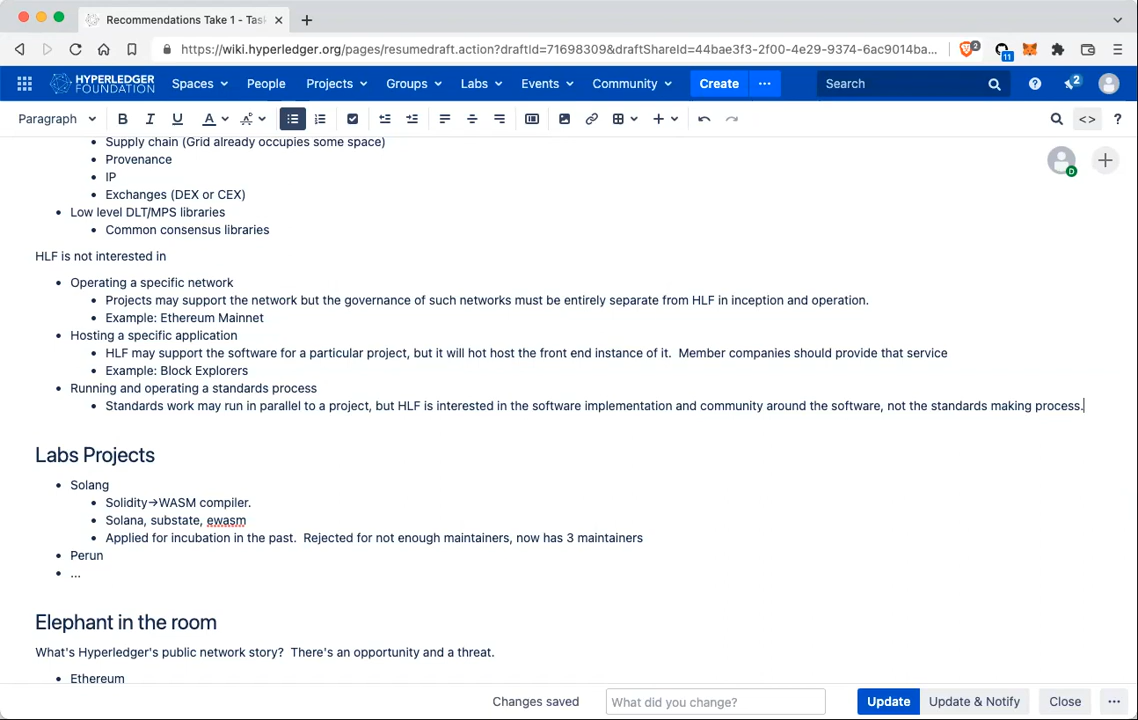 Recommendations Take 1 - Tas
https://wiki.hyperledger.org/pages/resumedraft.action?draftId=71698309&draftShareId=44bae3f3-2f00-4e29-9374-6ac9014ba...
2
11
HYPERLEDGER FOUNDATION
Spaces People Projects Groups Labs Events Community Create ... Search ? 2
Paragraph B I U A <> ?
Supply chain (Grid already occupies some space)
Provenance
D
IP
Exchanges (DEX or CEX)
Low level DLT/MPS libraries
Common consensus libraries
HLF is not interested in
Operating a specific network
Projects may support the network but the governance of such networks must be entirely separate from HLF in inception and operation.
Example: Ethereum Mainnet
Hosting a specific application
HLF may support the software for a particular project, but it will hot host the front end instance of it. Member companies should provide that service
Example: Block Explorers
Running and operating a standards process
Standards work may run in parallel to a project, but HLF is interested in the software implementation and community around the software, not the standards making process.
Labs Projects
Solang
Solidity→WASM compiler.
Solana, substate, ewasm
Applied for incubation in the past. Rejected for not enough maintainers, now has 3 maintainers
Perun
...
Elephant in the room
What's Hyperledger's public network story? There's an opportunity and a threat.
Ethereum
Changes saved What did you change? Update Update & Notify Close ...